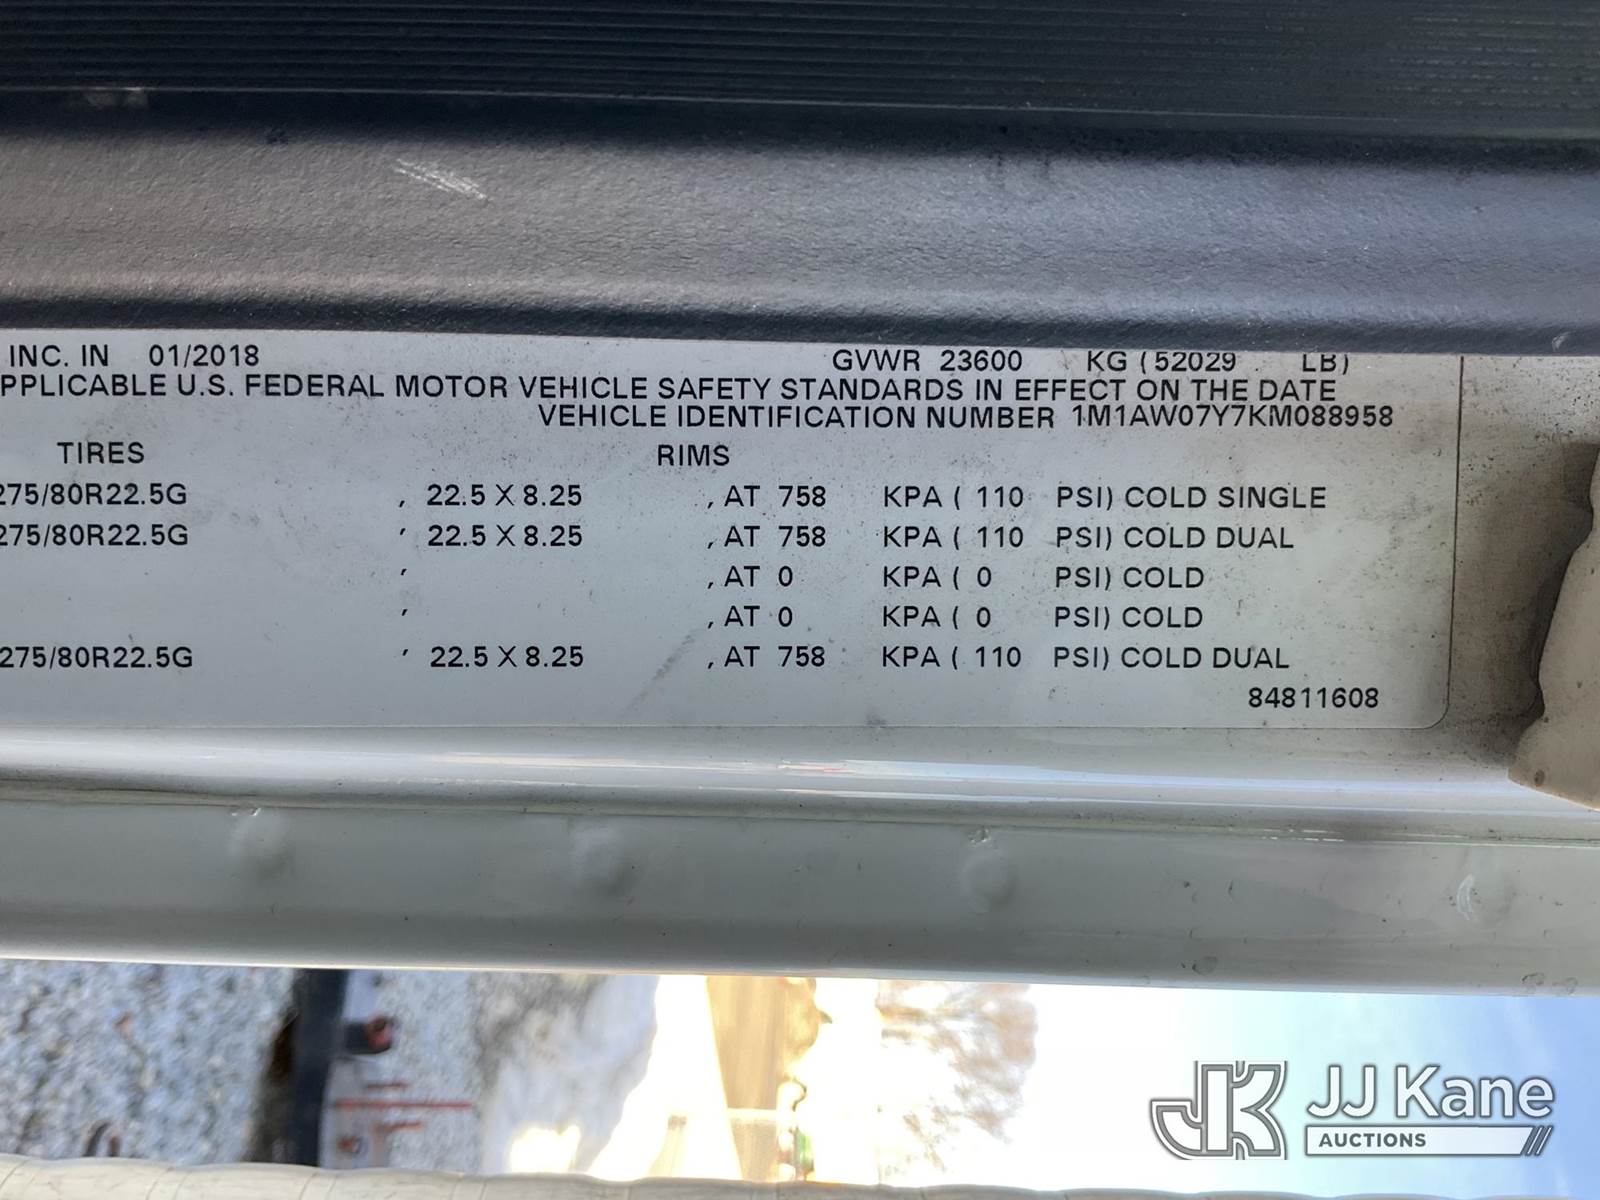 INC. IN 01/2018 GVWR 23600 KG ( 52029 LB)
PPLICABLE U.S. FEDERAL MOTOR VEHICLE SAFETY STANDARDS IN EFFECT ON THE DATE
VEHICLE IDENTIFICATION NUMBER 1M1AW07Y7KM088958
TIRES RIMS
275/80R22.5G , 22.5 X 8.25 , AT 758 KPA ( 110 PSI) COLD SINGLE
275/80R22.5G , 22.5 X 8.25 , AT 758 KPA ( 110 PSI) COLD DUAL
, , AT 0 KPA ( 0 PSI) COLD
, , AT 0 KPA ( 0 PSI) COLD
275/80R22.5G , 22.5 X 8.25 , AT 758 KPA ( 110 PSI) COLD DUAL
84811608
JK JJ Kane
AUCTIONS